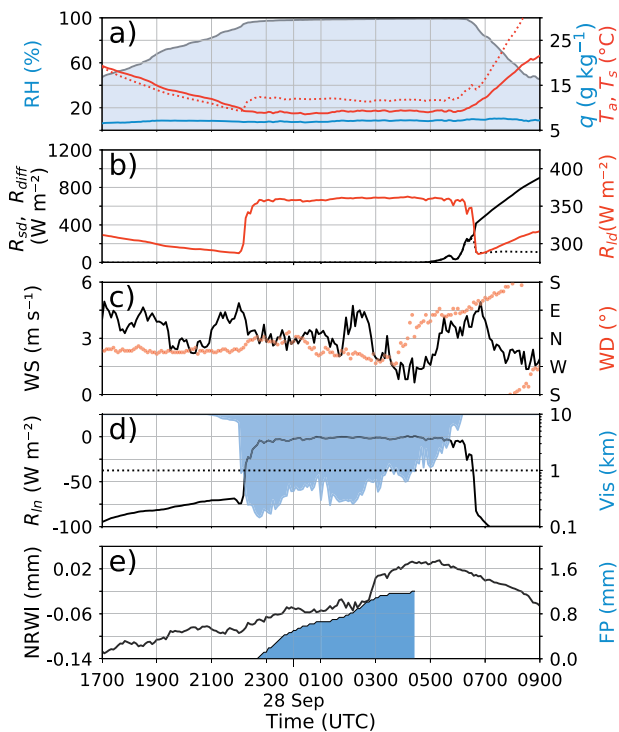 a)
100
60
20
RH (%)
25
15
5
q (g kg⁻¹)
Tₐ, Tₛ (°C)
b)
1200
800
400
0
R_sd, R_diff
(W m⁻²)
400
350
300
R_ld(W m⁻²)
c)
6
3
0
WS (m s⁻¹)
S
E
N
W
S
WD (°)
d)
0
-50
-100
R_ln (W m⁻²)
10
1
0.1
Vis (km)
e)
0.02
-0.06
-0.14
NRWI (mm)
1.6
0.8
0.0
FP (mm)
1700 1900 2100 2300 0100 0300 0500 0700 0900
28 Sep
Time (UTC)